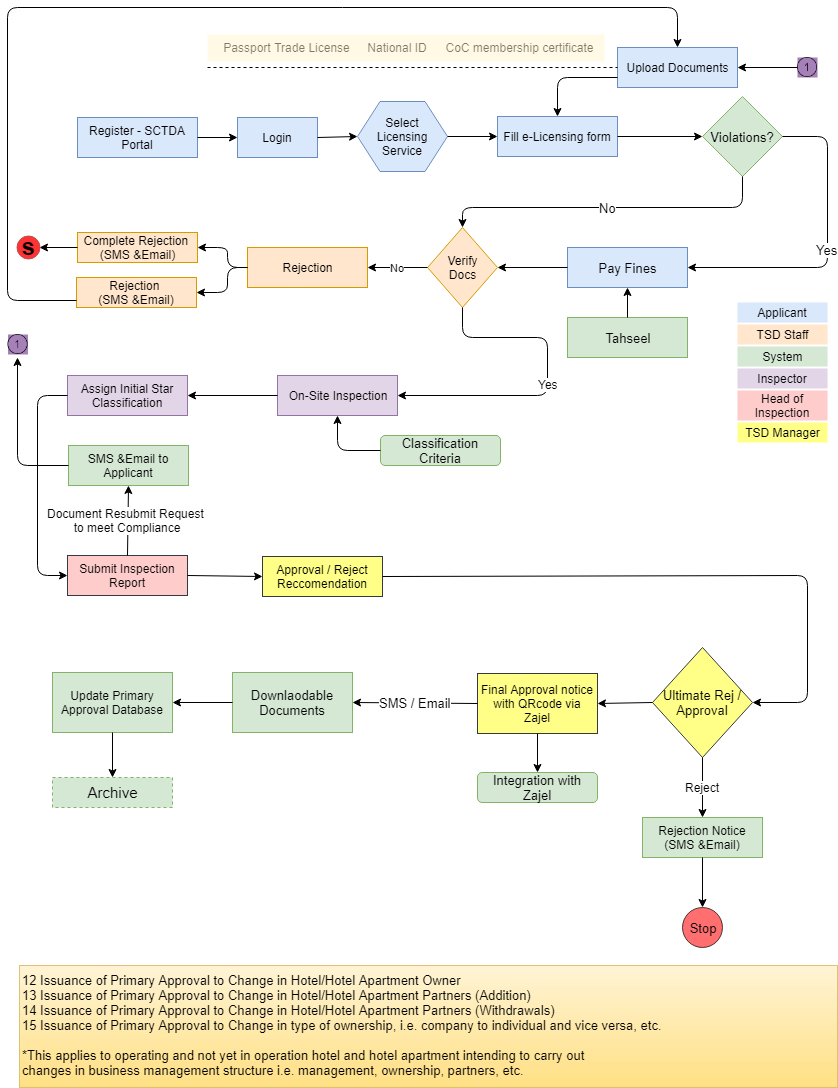 Passport Trade License National ID CoC membership certificate
Upload Documents
1
Register - SCTDA
Portal
Login
Select
Licensing
Service
Fill e-Licensing form
Violations?
No
Yes
Complete Rejection
(SMS &Email)
S
Rejection
(SMS &Email)
Rejection
No
Verify
Docs
Pay Fines
Tahseel
Applicant
TSD Staff
System
Inspector
Head of
Inspection
TSD Manager
1
Yes
Assign Initial Star
Classification
On-Site Inspection
Classification
Criteria
SMS &Email to
Applicant
Document Resubmit Request
to meet Compliance
Submit Inspection
Report
Approval / Reject
Reccomendation
Update Primary
Approval Database
Downlaodable
Documents
SMS / Email
Final Approval notice
with QRcode via
Zajel
Ultimate Rej /
Approval
Archive
Integration with
Zajel
Reject
Rejection Notice
(SMS &Email)
Stop
12 Issuance of Primary Approval to Change in Hotel/Hotel Apartment Owner
13 Issuance of Primary Approval to Change in Hotel/Hotel Apartment Partners (Addition)
14 Issuance of Primary Approval to Change in Hotel/Hotel Apartment Partners (Withdrawals)
15 Issuance of Primary Approval to Change in type of ownership, i.e. company to individual and vice versa, etc.
*This applies to operating and not yet in operation hotel and hotel apartment intending to carry out
changes in business management structure i.e. management, ownership, partners, etc.